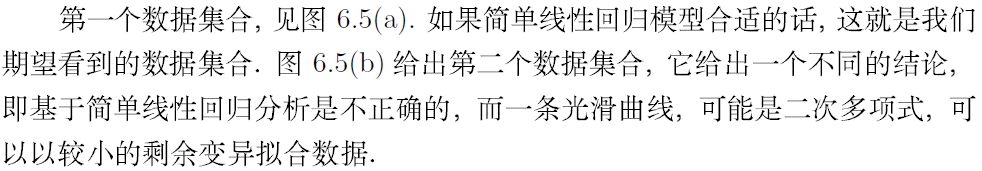 第一个数据集合, 见图 6.5(a). 如果简单线性回归模型合适的话, 这就是我们
期望看到的数据集合. 图 6.5(b) 给出第二个数据集合, 它给出一个不同的结论,
即基于简单线性回归分析是不正确的, 而一条光滑曲线, 可能是二次多项式, 可
以以较小的剩余变异拟合数据.